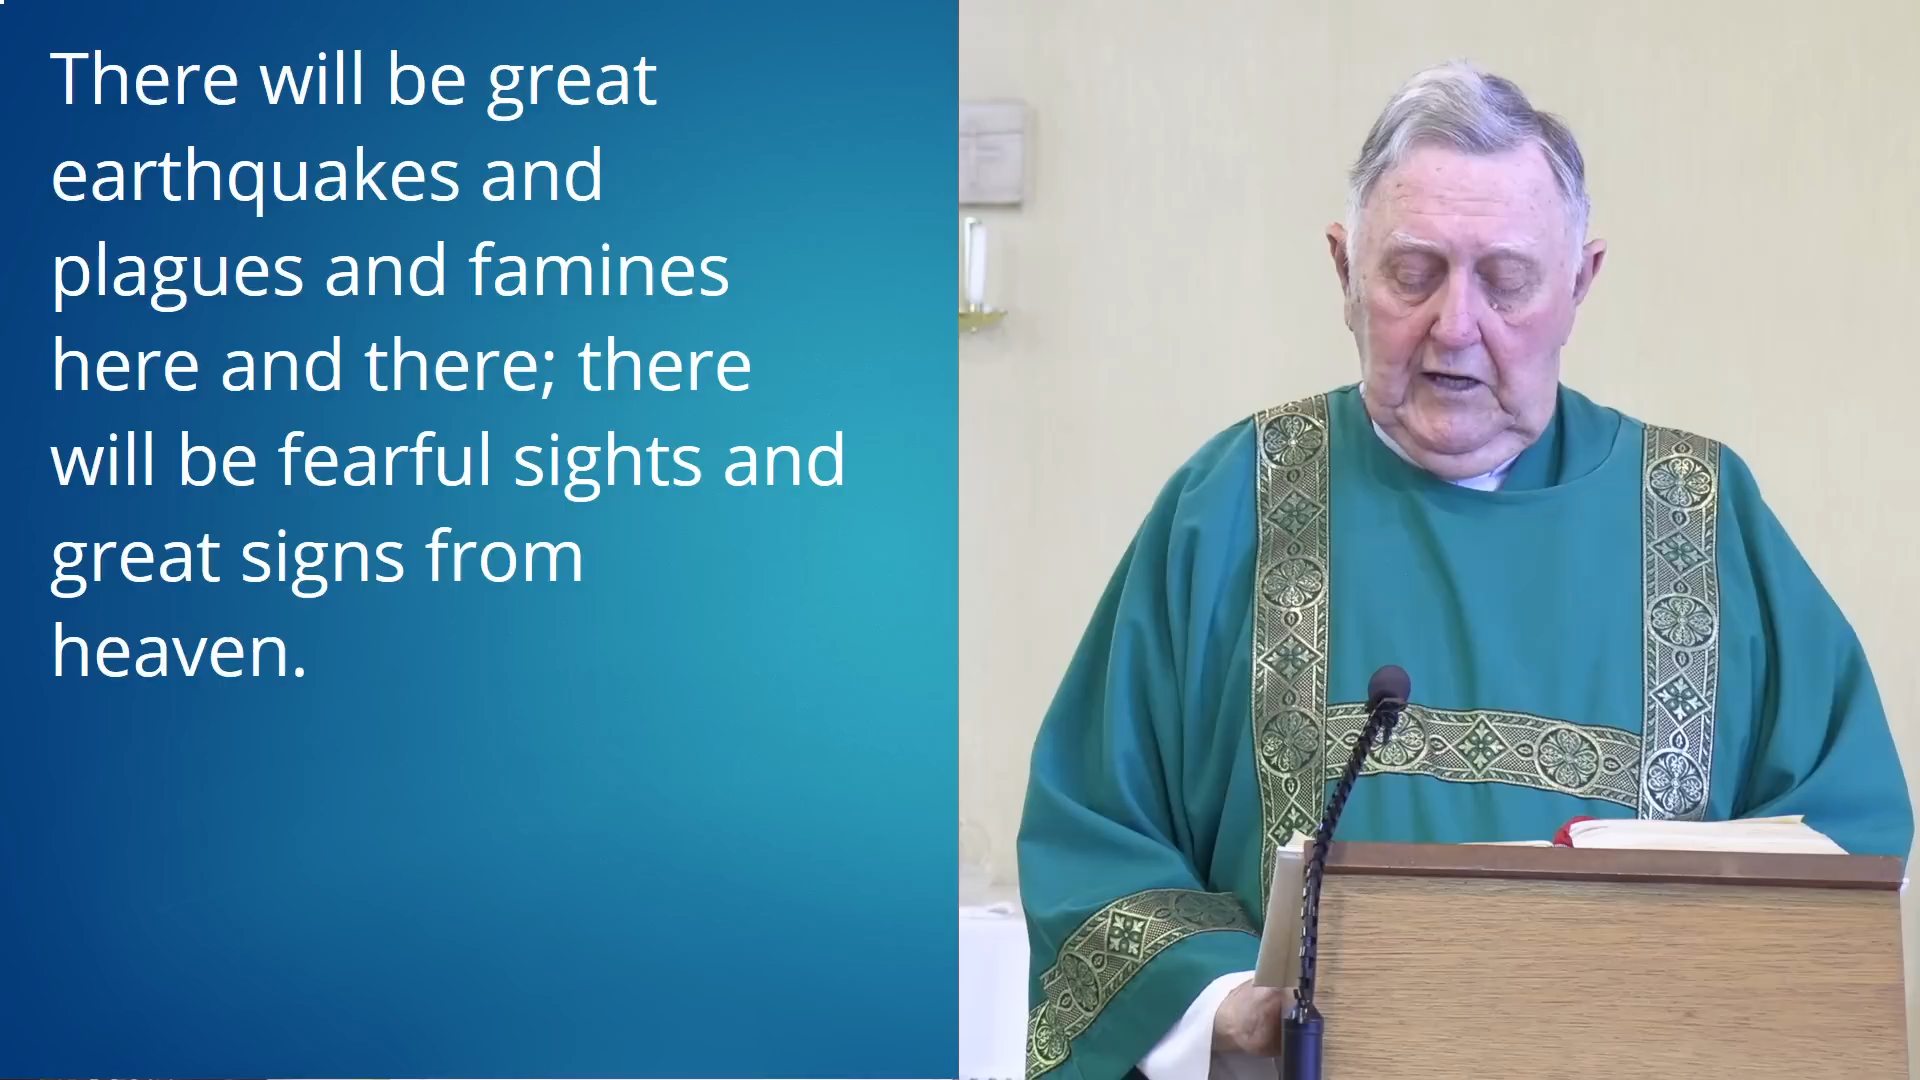 There will be great
earthquakes and
plagues and famines
here and there; there
will be fearful sights and
great signs from
heaven.